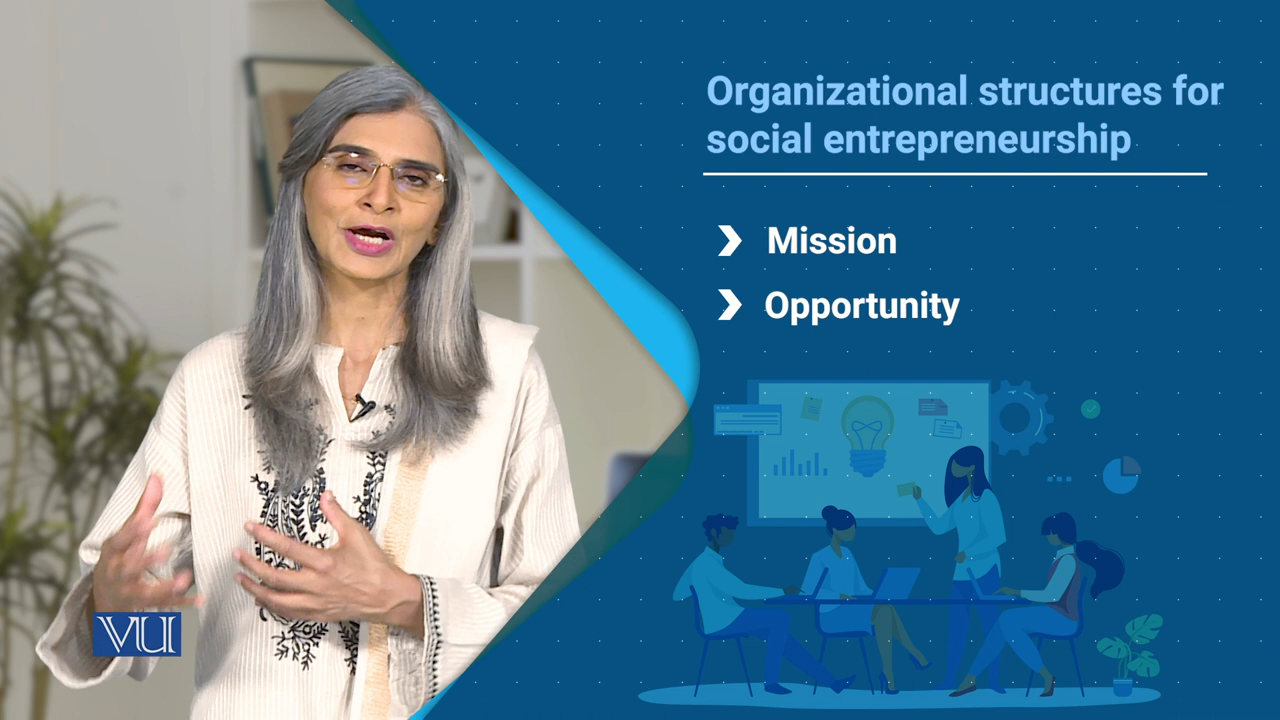 Organizational structures for
social entrepreneurship
Mission
Opportunity
VU